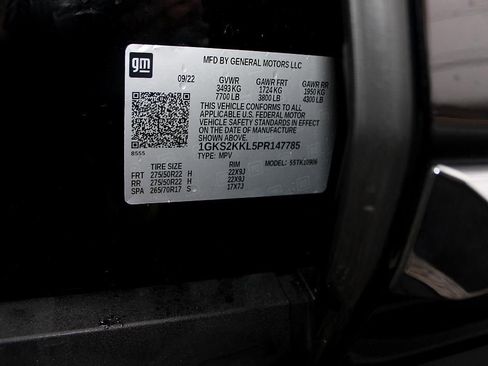 gm
MFD BY GENERAL MOTORS LLC
09/22 GVWR GAWR FRT GAWR RR
3493 KG 1724 KG 1950 KG
7700 LB 3800 LB 4300 LB
THIS VEHICLE CONFORMS TO ALL
APPLICABLE U.S. FEDERAL MOTOR
VEHICLE SAFETY STANDARDS IN EFFECT
ON THE DATE OF MANUFACTURE
SHOWN ABOVE.
1GKS2KKL5PR147785
8555 TYPE: MPV MODEL: 5STK10906
TIRE SIZE RIM
FRT 275/50R22 H 22X9J
RR 275/50R22 H 22X9J
SPA 265/70R17 S 17X7J